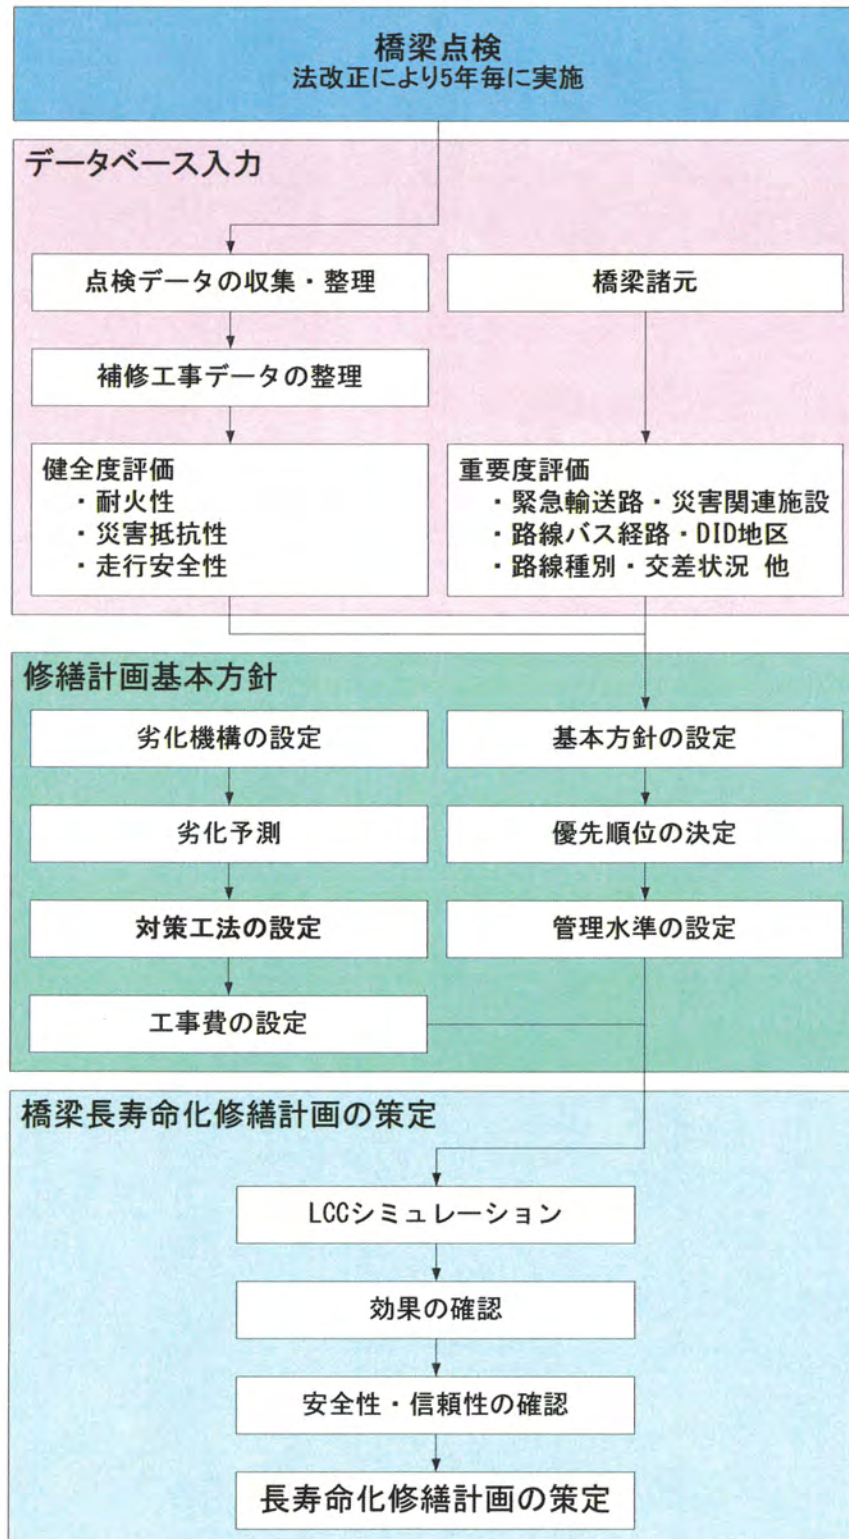 橋梁点検
法改正により5年毎に実施
データベース入力
点検データの収集・整理
橋梁諸元
補修工事データの整理
健全度評価
・耐火性
・災害抵抗性
・走行安全性
重要度評価
・緊急輸送路・災害関連施設
・路線バス経路・DID地区
・路線種別・交差状況 他
修繕計画基本方針
劣化機構の設定
基本方針の設定
劣化予測
優先順位の決定
対策工法の設定
管理水準の設定
工事費の設定
橋梁長寿命化修繕計画の策定
LCCシミュレーション
効果の確認
安全性・信頼性の確認
長寿命化修繕計画の策定